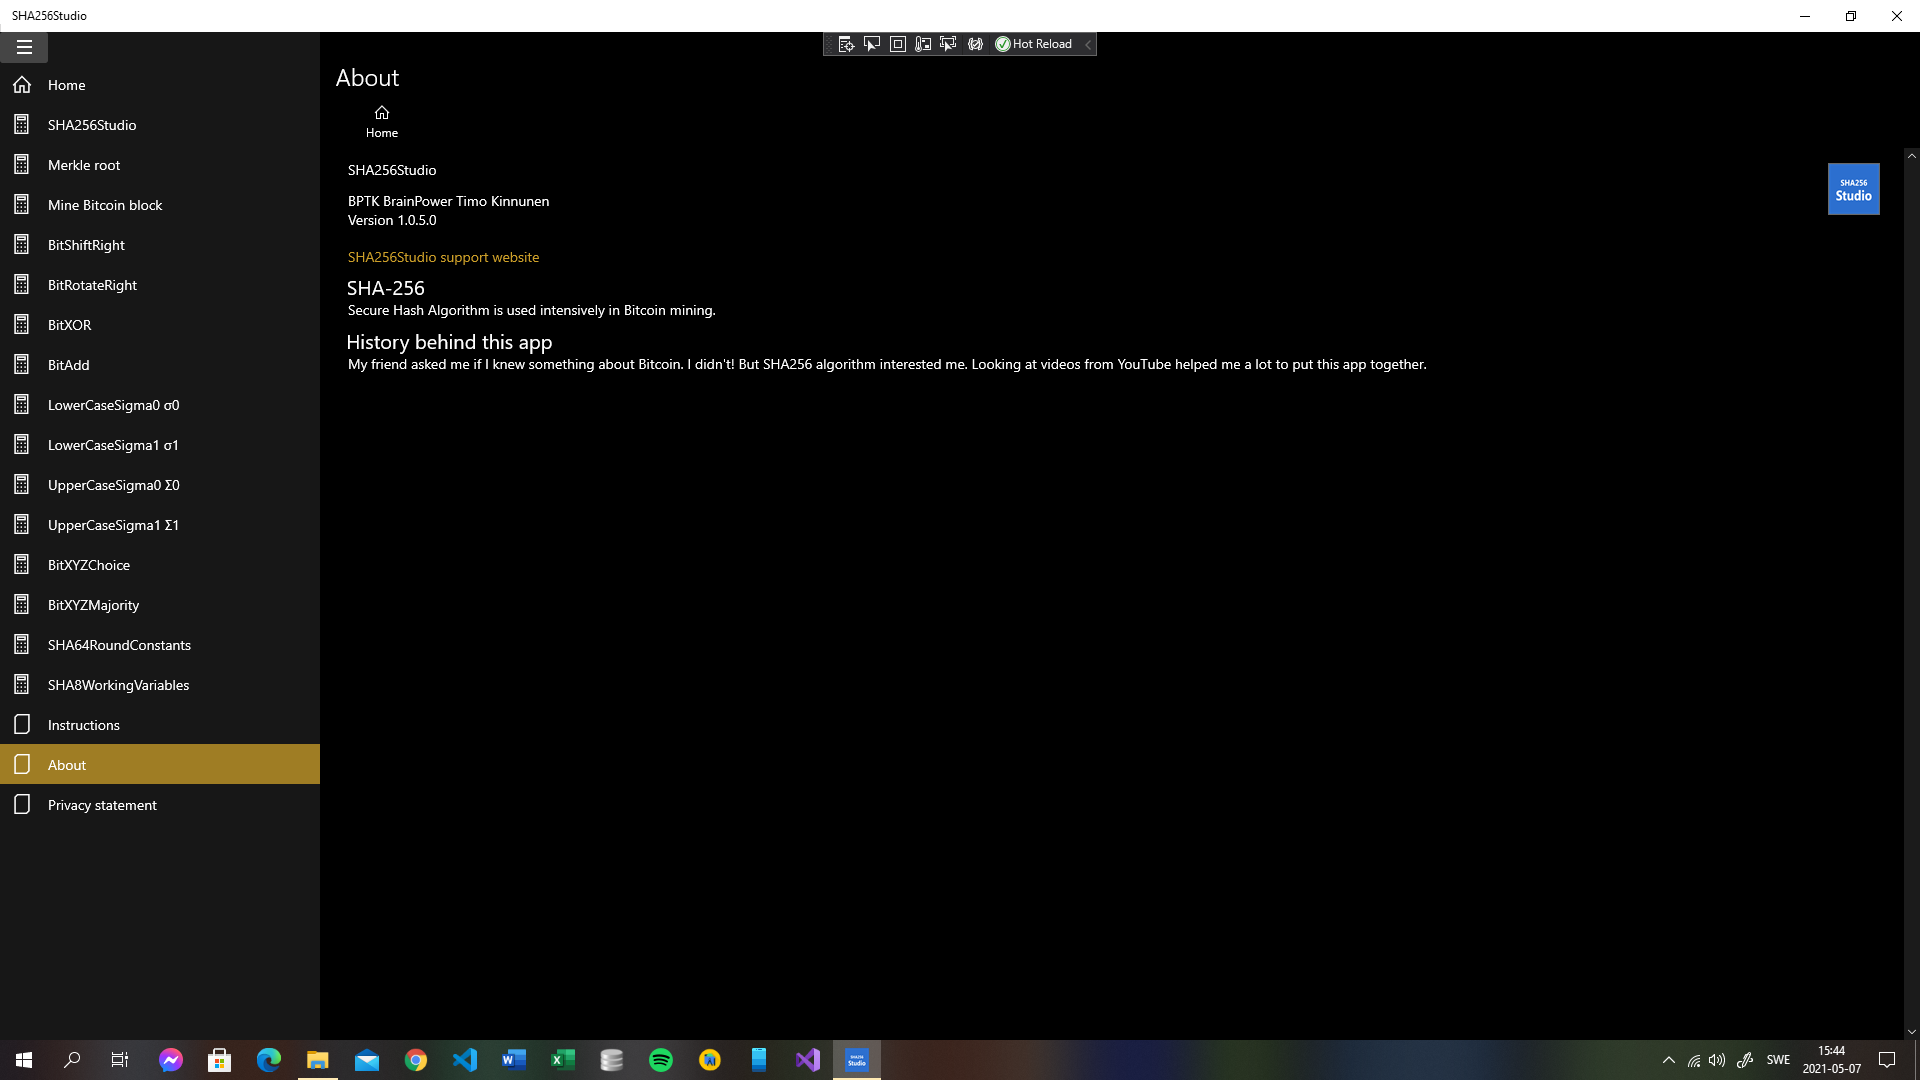 SHA256Studio
Hot Reload
Home
SHA256Studio
Merkle root
Mine Bitcoin block
BitShiftRight
BitRotateRight
BitXOR
BitAdd
LowerCaseSigma0 σ0
LowerCaseSigma1 σ1
UpperCaseSigma0 Σ0
UpperCaseSigma1 Σ1
BitXYZChoice
BitXYZMajority
SHA64RoundConstants
SHA8WorkingVariables
Instructions
About
Privacy statement
About
Home
SHA256Studio
BPTK BrainPower Timo Kinnunen
Version 1.0.5.0
SHA256Studio support website
SHA-256
Secure Hash Algorithm is used intensively in Bitcoin mining.
History behind this app
My friend asked me if I knew something about Bitcoin. I didn't! But SHA256 algorithm interested me. Looking at videos from YouTube helped me a lot to put this app together.
SHA256
Studio
AI
SHA256
Studio
SWE
15:44
2021-05-07